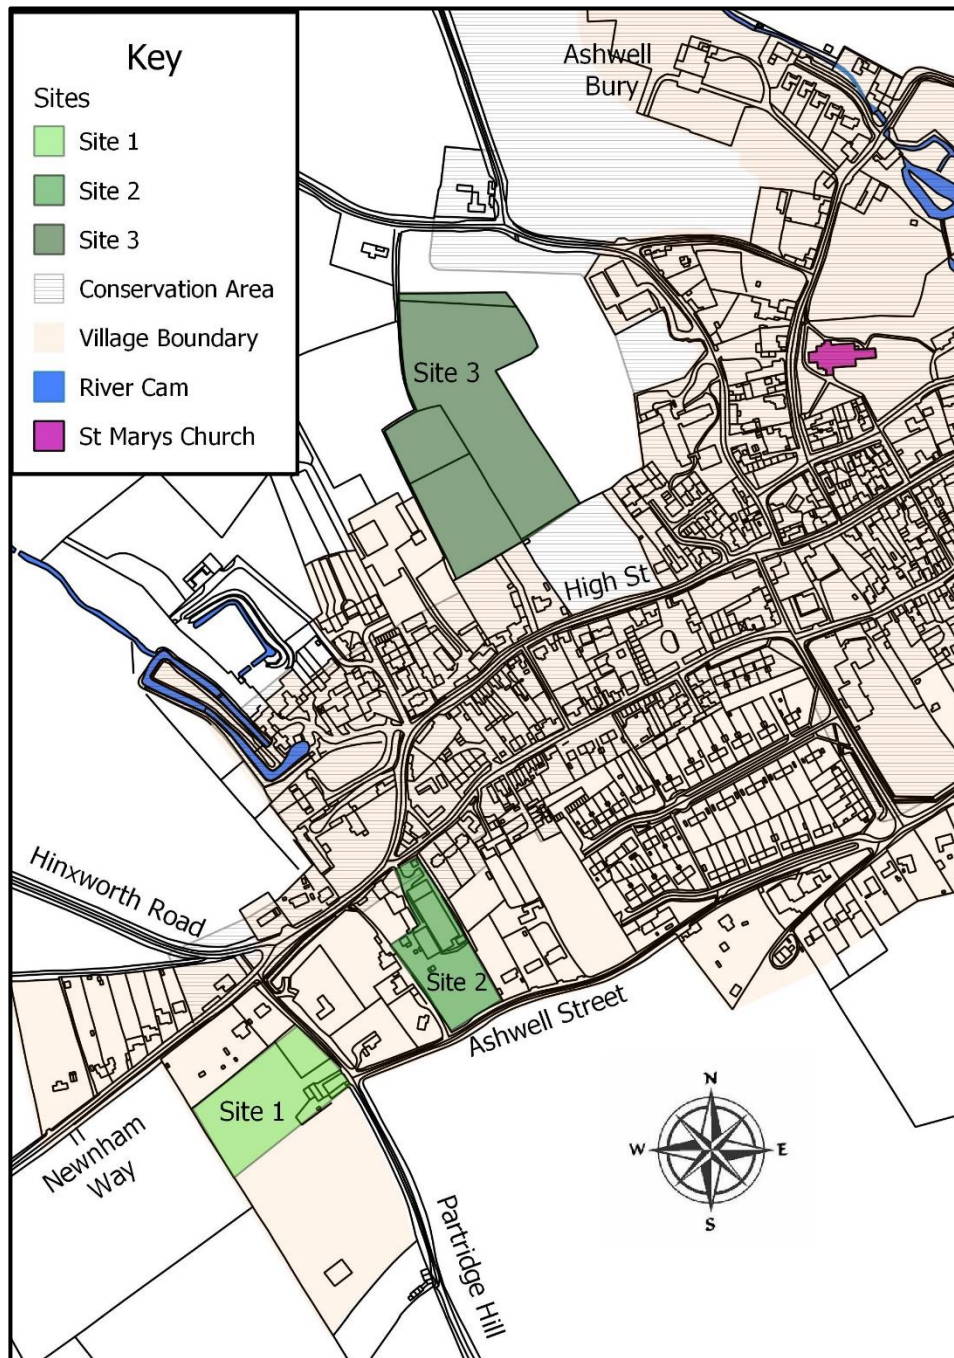 Key
Sites
Site 1
Site 2
Site 3
Conservation Area
Village Boundary
River Cam
St Marys Church
Ashwell
Bury
Site 3
High St
Hinxworth Road
Site 2
Ashwell Street
Site 1
Newnham
Way
Partridge Hill
N
W
E
S